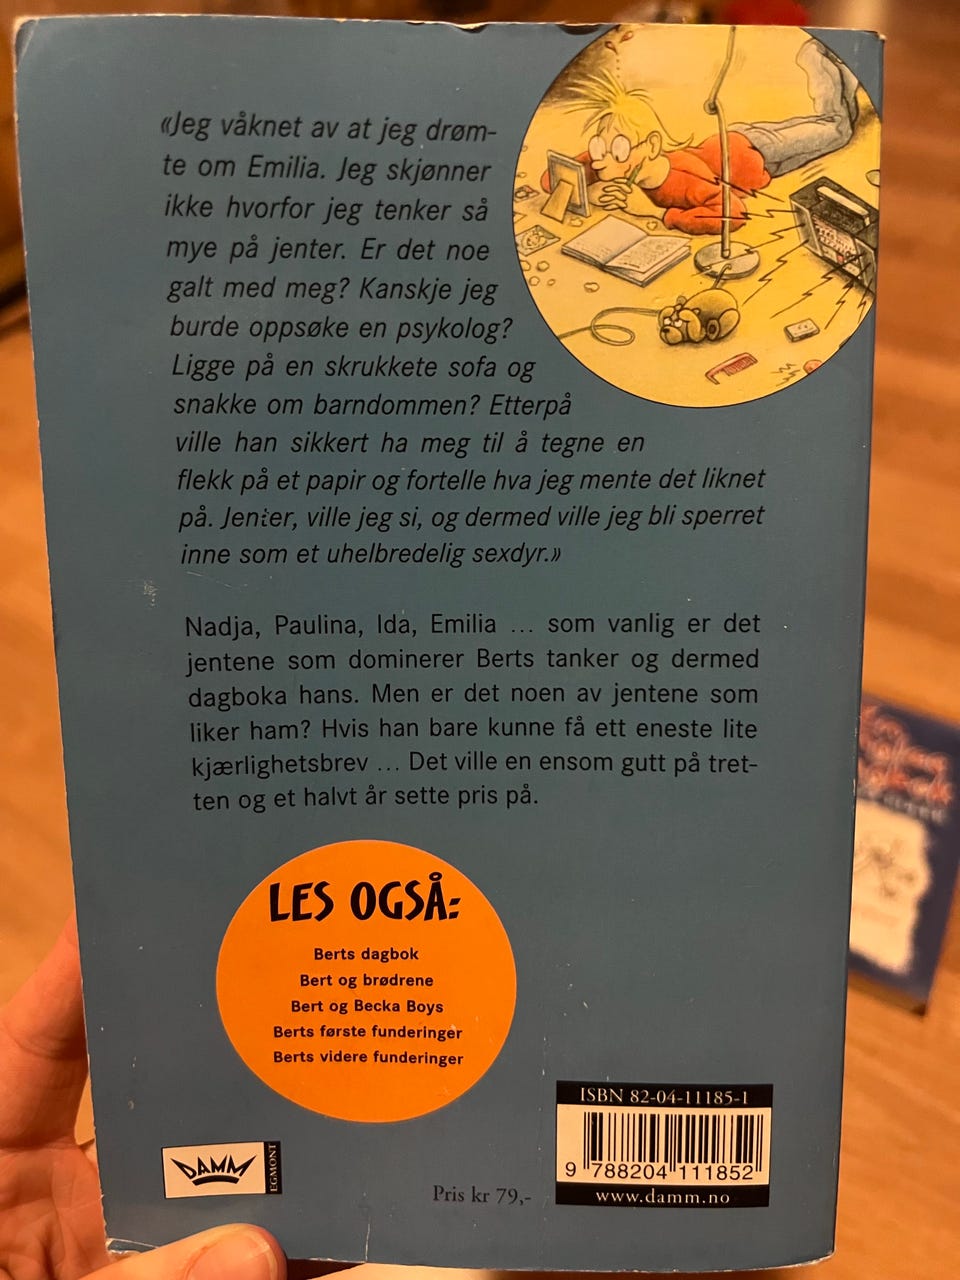 «Jeg våknet av at jeg drøm-
te om Emilia. Jeg skjønner
ikke hvorfor jeg tenker så
mye på jenter. Er det noe
galt med meg? Kanskje jeg
burde oppsøke en psykolog?
Ligge på en skrukkete sofa og
snakke om barndommen? Etterpå
ville han sikkert ha meg til å tegne en
flekk på et papir og fortelle hva jeg mente det liknet
på. Jenter, ville jeg si, og dermed ville jeg bli sperret
inne som et uhelbredelig sexdyr.»
Nadja, Paulina, Ida, Emilia ... som vanlig er det
jentene som dominerer Berts tanker og dermed
dagboka hans. Men er det noen av jentene som
liker ham? Hvis han bare kunne få ett eneste lite
kjærlighetsbrev ... Det ville en ensom gutt på tret-
ten og et halvt år sette pris på.
LES OGSÅ:
Berts dagbok
Bert og brødrene
Bert og Becka Boys
Berts første funderinger
Berts videre funderinger
DAMM
EGMONT
Pris kr 79,-
ISBN 82-04-11185-1
9 788204 111852
www.damm.no